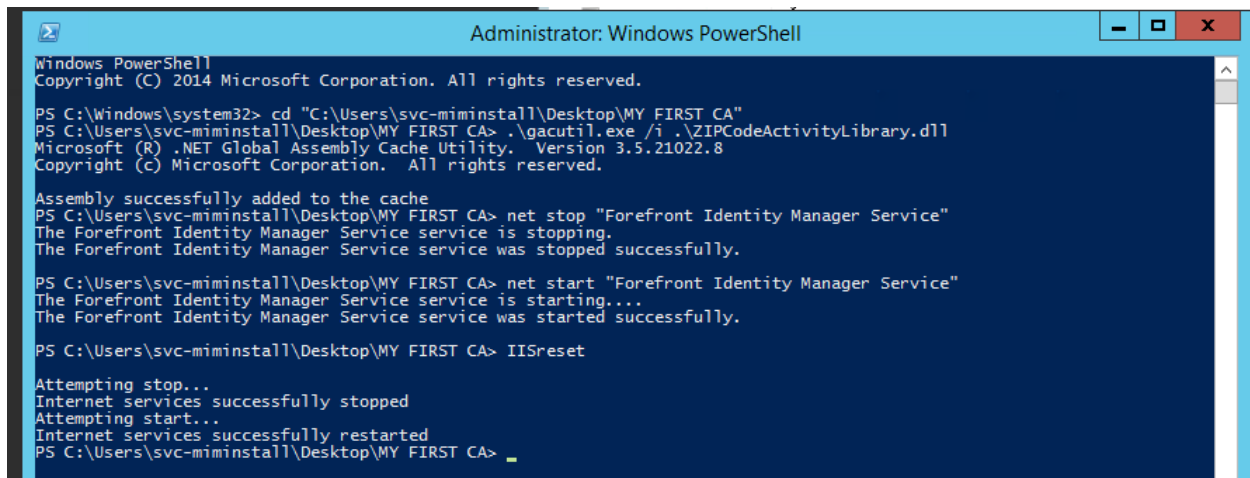 Administrator: Windows PowerShell
Windows PowerShell
Copyright (C) 2014 Microsoft Corporation. All rights reserved.
PS C:\Windows\system32> cd "C:\Users\svc-miminstall\Desktop\MY FIRST CA"
PS C:\Users\svc-miminstall\Desktop\MY FIRST CA> .\gacutil.exe /i .\ZIPCodeActivityLibrary.dll
Microsoft (R) .NET Global Assembly Cache Utility.  Version 3.5.21022.8
Copyright (c) Microsoft Corporation.  All rights reserved.
Assembly successfully added to the cache
PS C:\Users\svc-miminstall\Desktop\MY FIRST CA> net stop "Forefront Identity Manager Service"
The Forefront Identity Manager Service service is stopping.
The Forefront Identity Manager Service service was stopped successfully.
PS C:\Users\svc-miminstall\Desktop\MY FIRST CA> net start "Forefront Identity Manager Service"
The Forefront Identity Manager Service service is starting....
The Forefront Identity Manager Service service was started successfully.
PS C:\Users\svc-miminstall\Desktop\MY FIRST CA> IISreset
Attempting stop...
Internet services successfully stopped
Attempting start...
Internet services successfully restarted
PS C:\Users\svc-miminstall\Desktop\MY FIRST CA> _